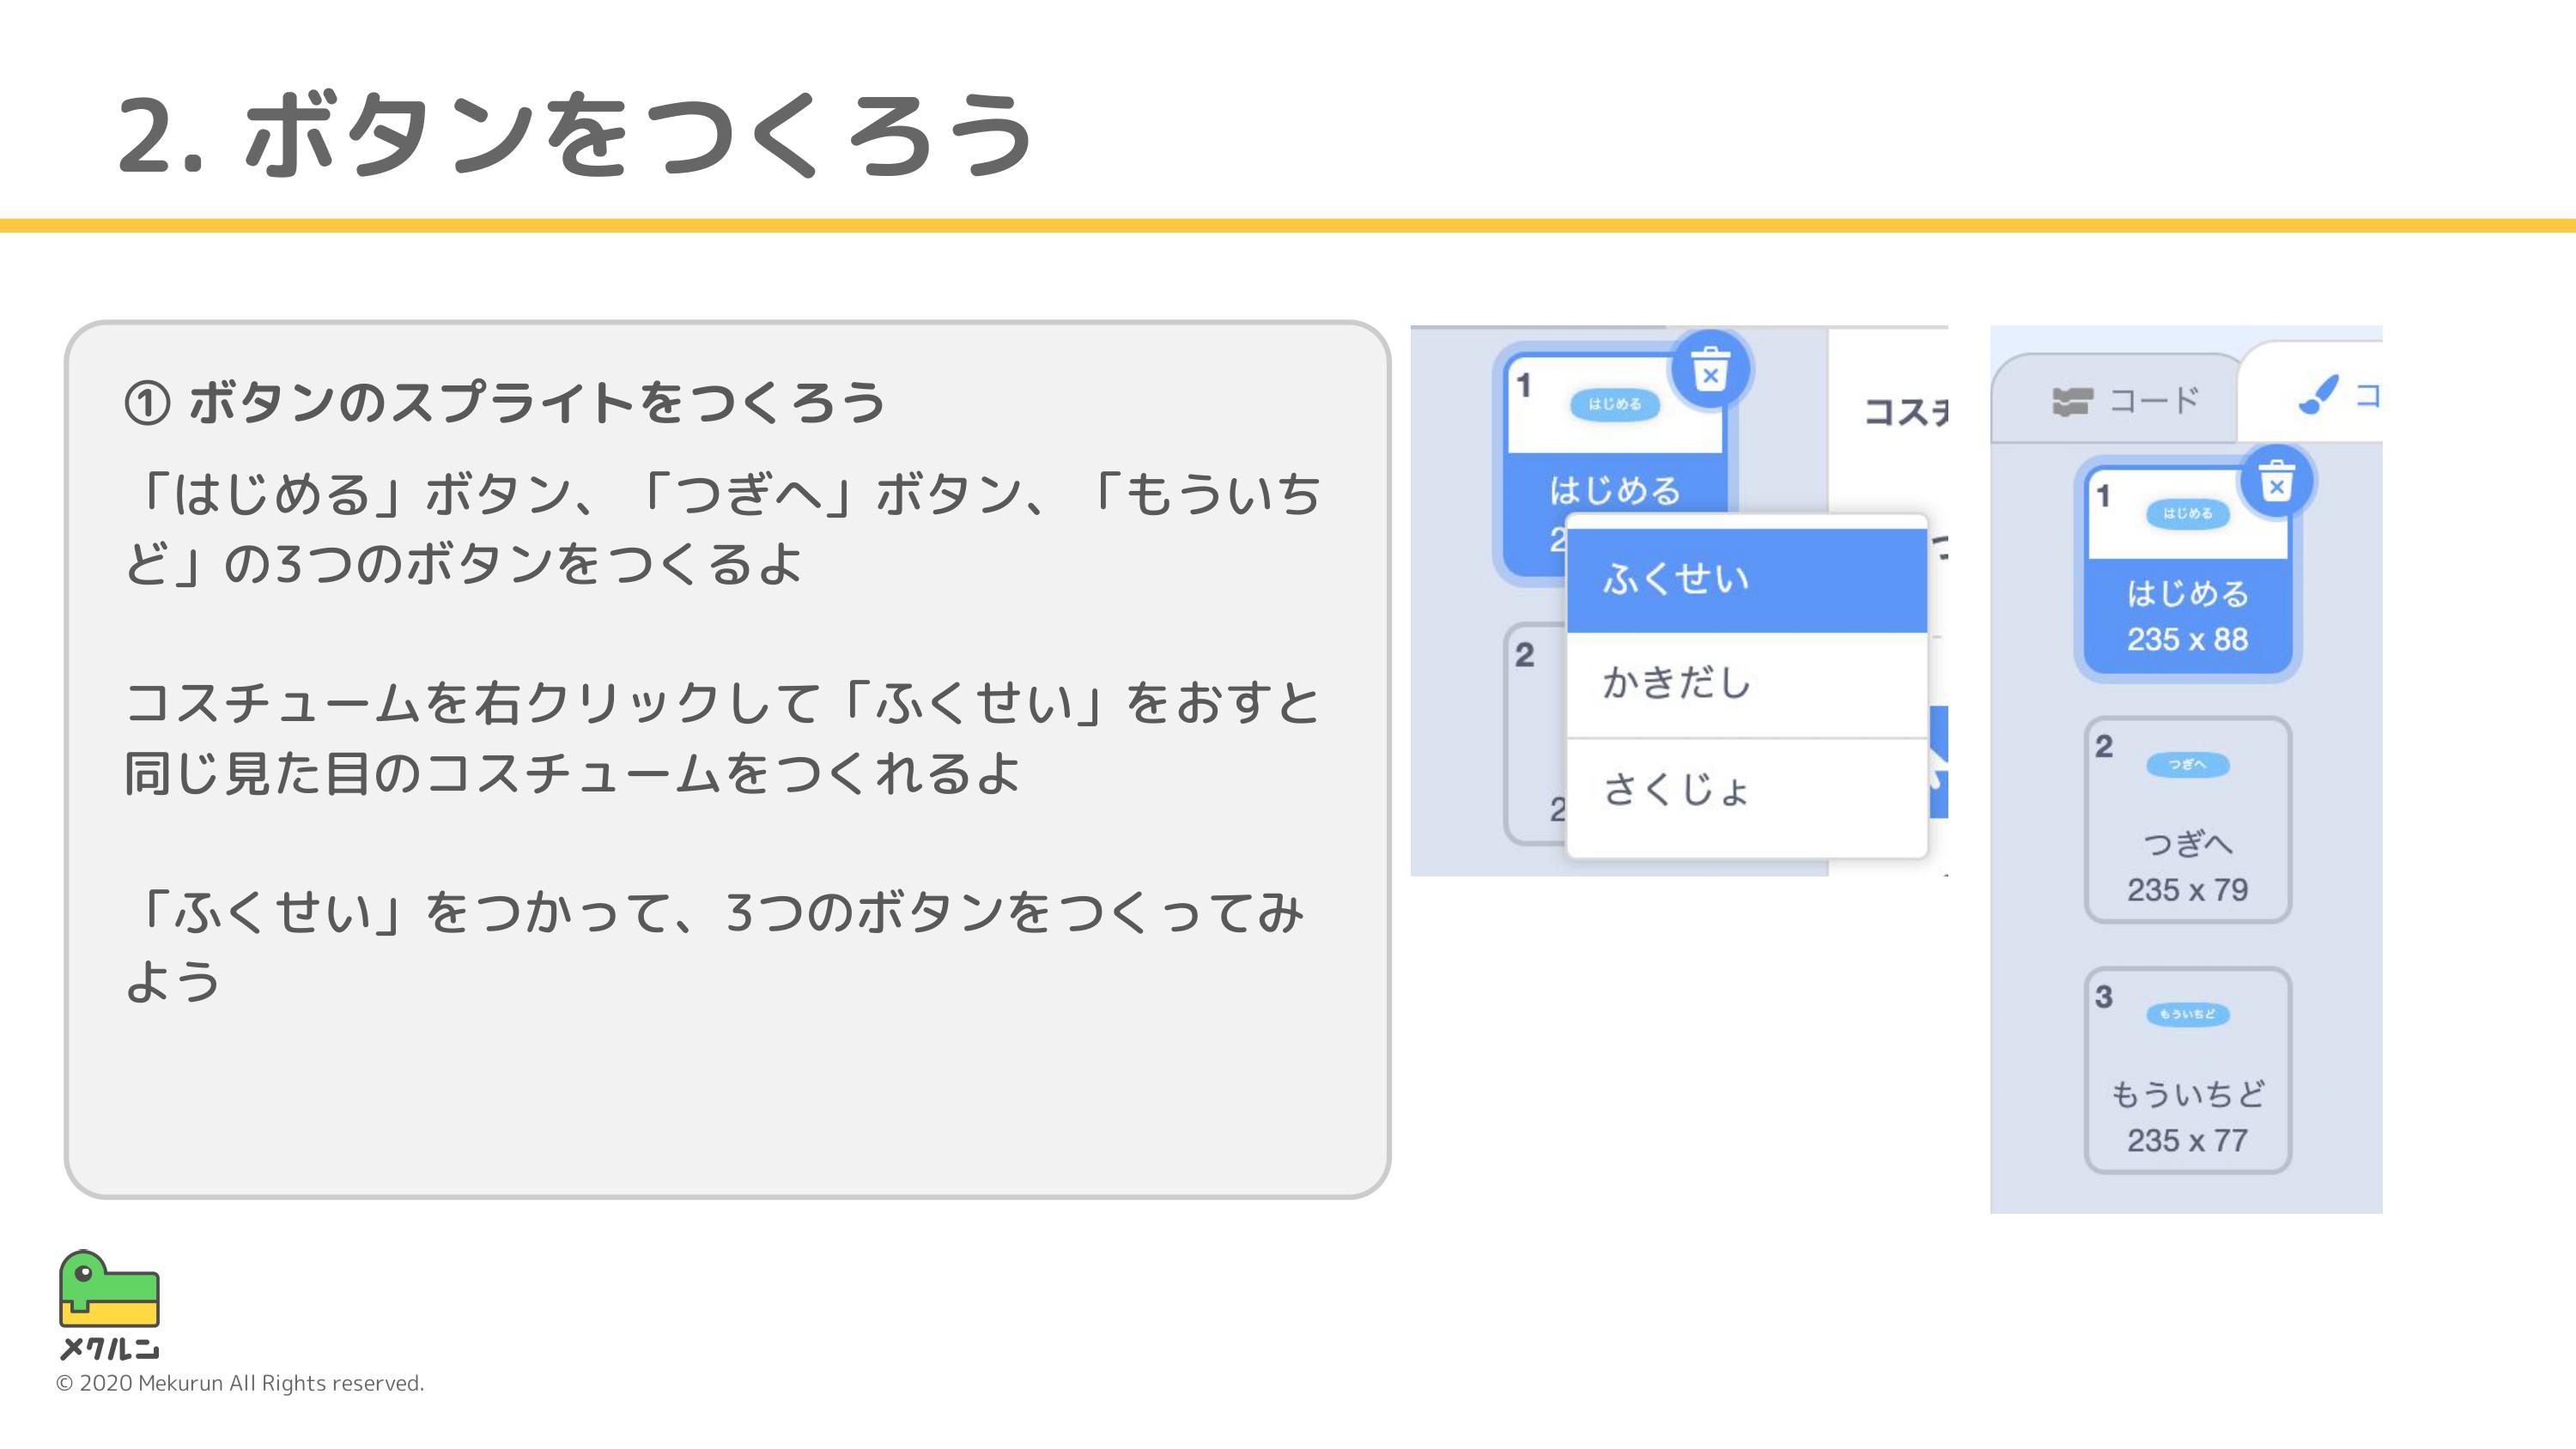 2. ボタンをつくろう
① ボタンのスプライトをつくろう
「はじめる」ボタン、「つぎへ」ボタン、「もういち
ど」の3つのボタンをつくるよ
コスチュームを右クリックして「ふくせい」をおすと
同じ見た目のコスチュームをつくれるよ
「ふくせい」をつかって、3つのボタンをつくってみ
よう
1
はじめる
はじめる
2
ふくせい
かきだし
さくじょ
2
2
コス
コード
コ
1
はじめる
はじめる
235 x 88
2
つぎへ
つぎへ
235 x 79
3
もういちど
もういちど
235 x 77
メクルン
© 2020 Mekurun All Rights reserved.